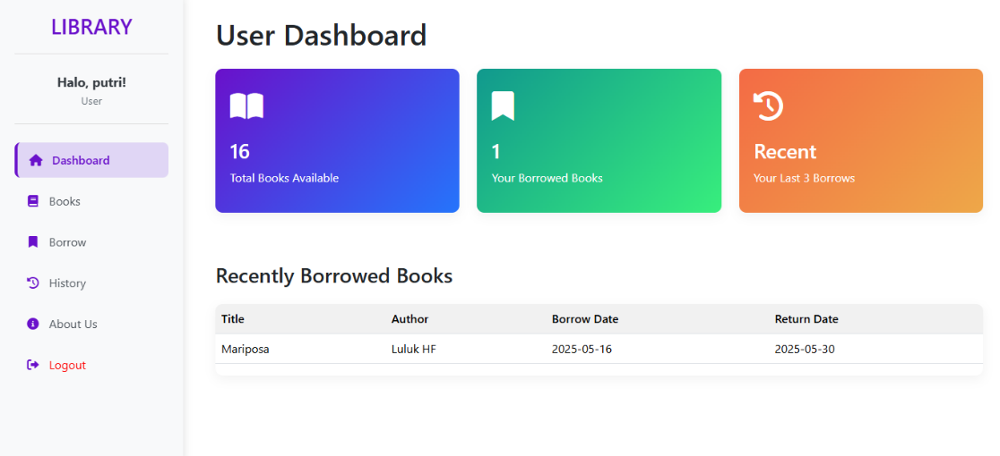 LIBRARY
Halo, putri!
User
Dashboard
Books
Borrow
History
About Us
Logout
User Dashboard
16
Total Books Available
1
Your Borrowed Books
Recent
Your Last 3 Borrows
Recently Borrowed Books
Title Author Borrow Date Return Date
Mariposa Luluk HF 2025-05-16 2025-05-30